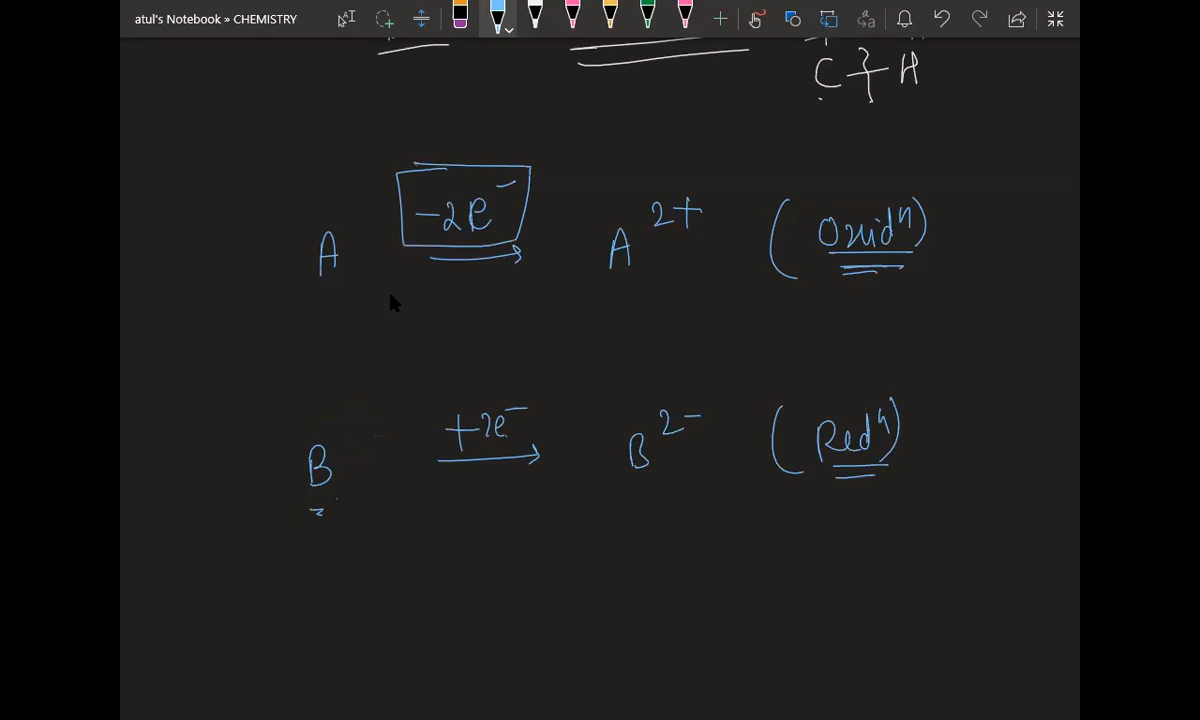 atul's Notebook » CHEMISTRY
C H
A -2e⁻ → A²⁺ (Oxidⁿ)
B +2e⁻ → B²⁻ (Redⁿ)